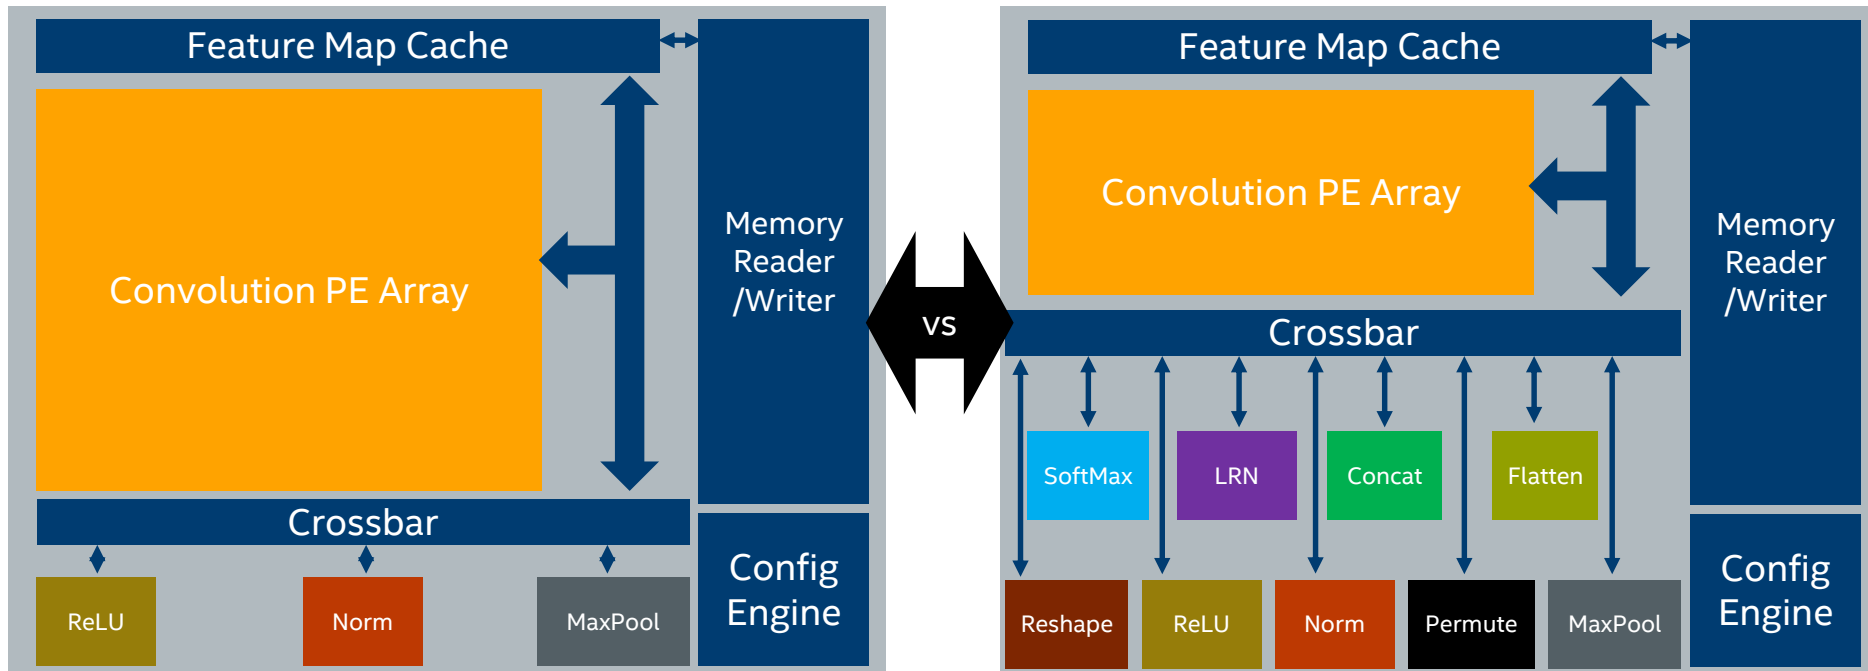 Feature Map Cache
Convolution PE Array
Memory
Reader
/Writer
Crossbar
Config
Engine
ReLU
Norm
MaxPool
vs
Feature Map Cache
Convolution PE Array
Memory
Reader
/Writer
Crossbar
SoftMax
LRN
Concat
Flatten
Config
Engine
Reshape
ReLU
Norm
Permute
MaxPool